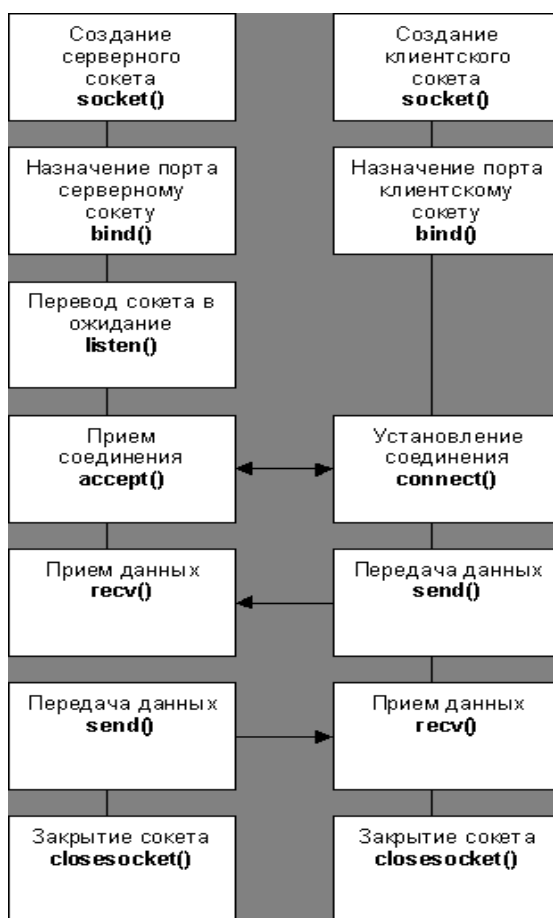 Создание
серверного
сокета
socket()
Создание
клиентского
сокета
socket()
Назначение порта
серверному
сокету
bind()
Назначение порта
клиентскому
сокету
bind()
Перевод сокета в
ожидание
listen()
Прием
соединения
accept()
Установление
соединения
connect()
Прием данных
recv()
Передача данных
send()
Передача данных
send()
Прием данных
recv()
Закрытие сокета
closesocket()
Закрытие сокета
closesocket()